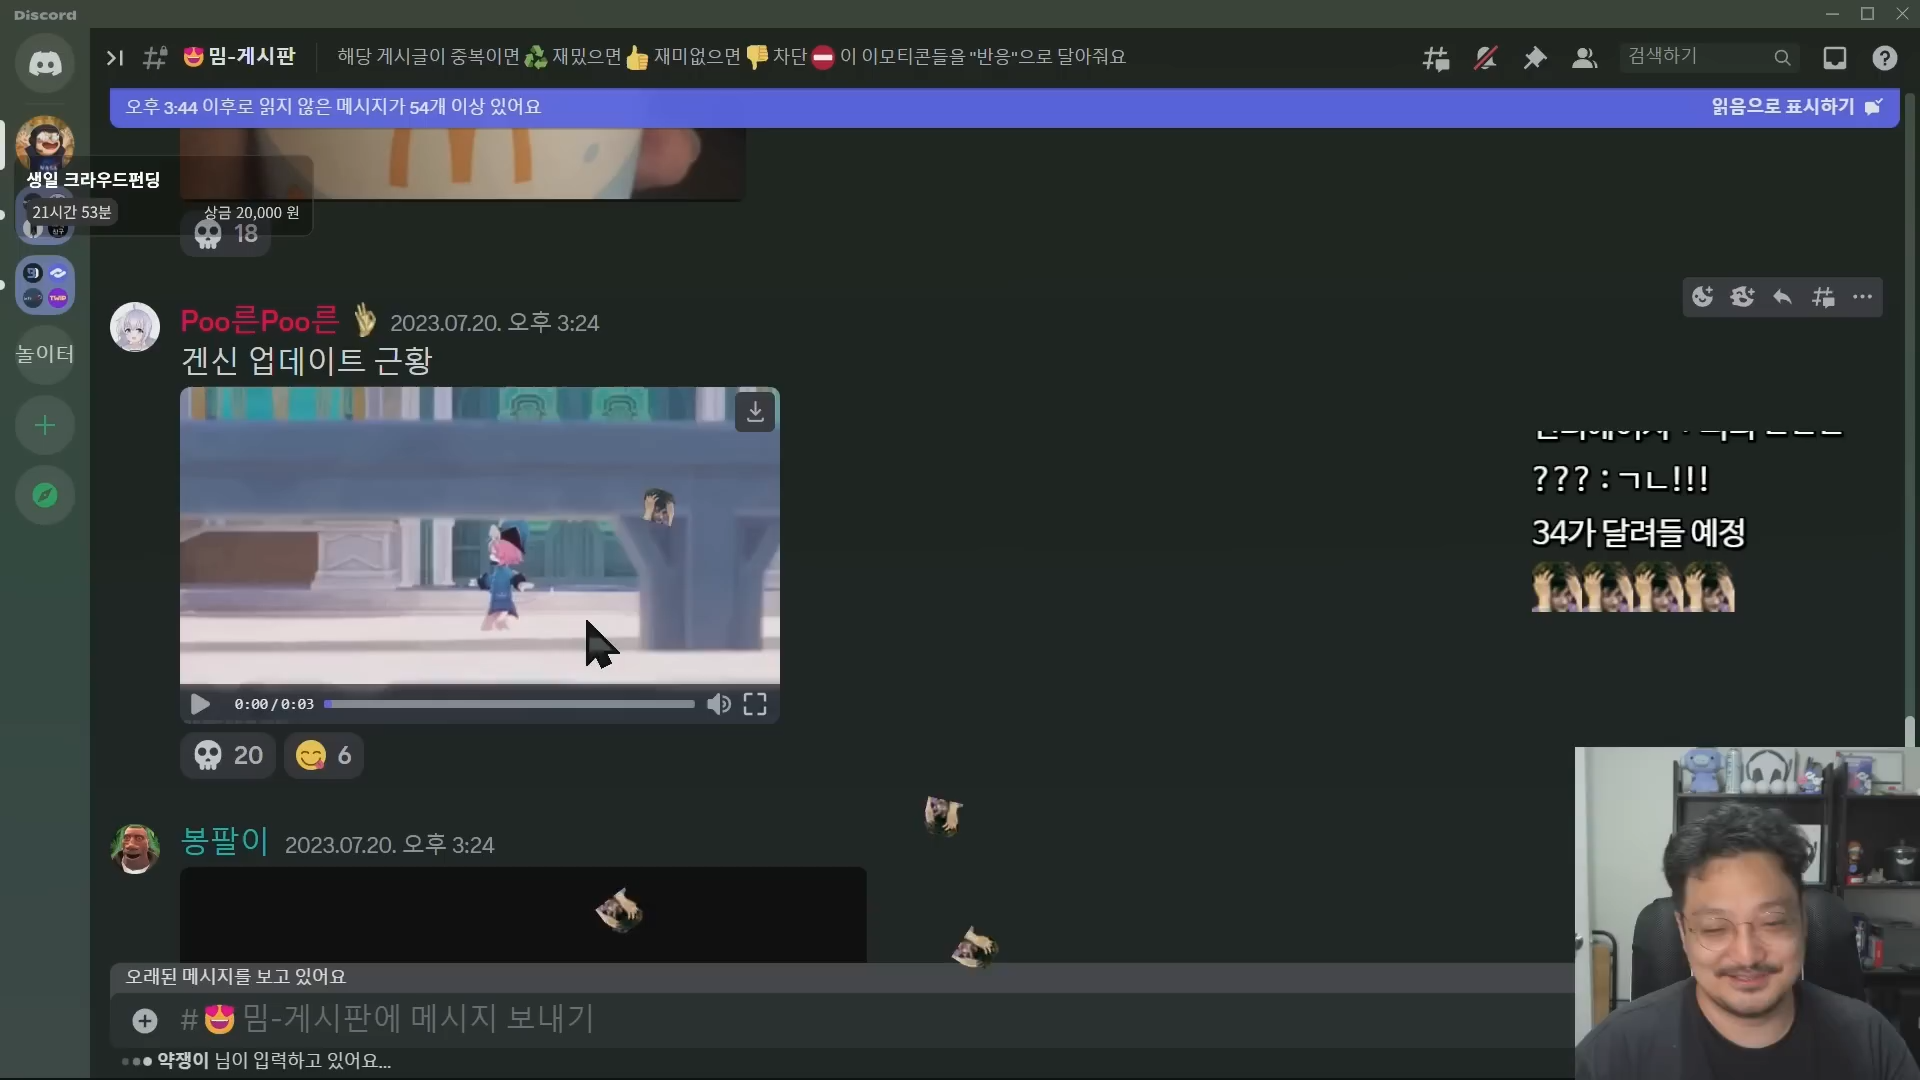 Discord
밈-게시판
해당 게시글이 중복이면 재밌으면 재미없으면 차단 이 이모티콘들을 "반응"으로 달아줘요
검색하기
오후 3:44 이후로 읽지 않은 메시지가 54개 이상 있어요
읽음으로 표시하기
생일 크라우드펀딩
21시간 53분
상금 20,000 원
18
TWIP
놀이터
Poo른Poo른 2023.07.20. 오후 3:24
겐신 업데이트 근황
0:00 / 0:03
20
6
??? : ㄱㄴ!!!
34가 달려들 예정
봉팔이 2023.07.20. 오후 3:24
오래된 메시지를 보고 있어요
#밈-게시판에 메시지 보내기
약쟁이 님이 입력하고 있어요...